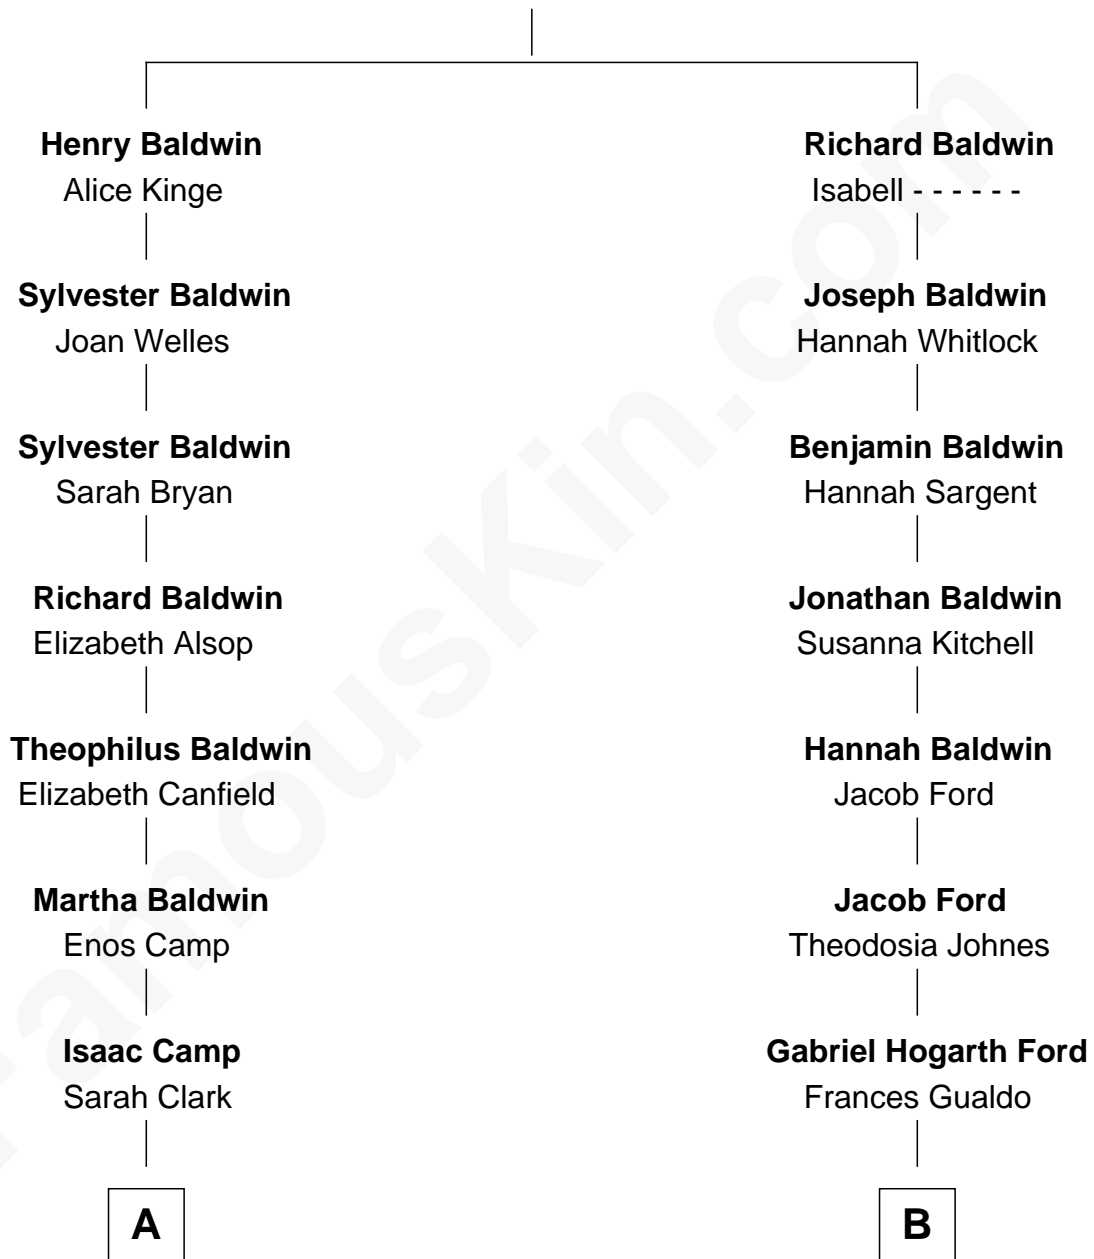 Henry Baldwin
Alice Kinge
Sylvester Baldwin
Joan Welles
Sylvester Baldwin
Sarah Bryan
Richard Baldwin
Elizabeth Alsop
Theophilus Baldwin
Elizabeth Canfield
Martha Baldwin
Enos Camp
Isaac Camp
Sarah Clark
A
Richard Baldwin
Isabell - - - - - -
Joseph Baldwin
Hannah Whitlock
Benjamin Baldwin
Hannah Sargent
Jonathan Baldwin
Susanna Kitchell
Hannah Baldwin
Jacob Ford
Jacob Ford
Theodosia Johnes
Gabriel Hogarth Ford
Frances Gualdo
B
FamousKin.com